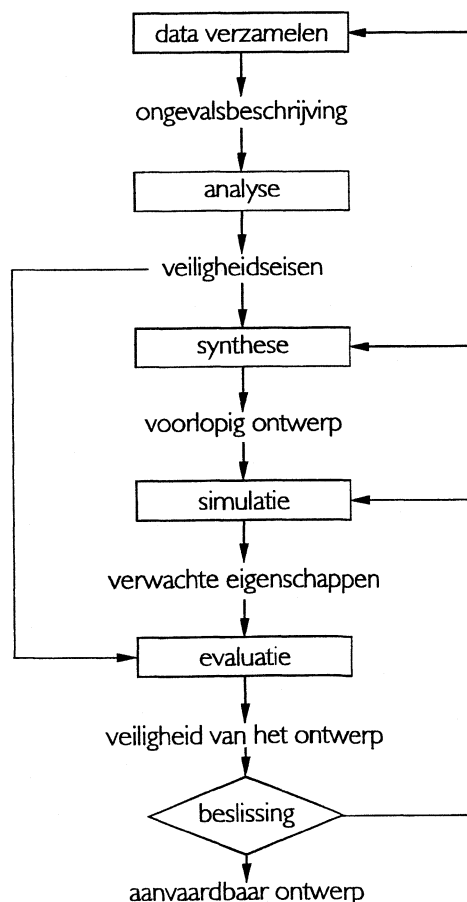 data verzamelen
ongevalsbeschrijving
analyse
veiligheidseisen
synthese
voorlopig ontwerp
simulatie
verwachte eigenschappen
evaluatie
veiligheid van het ontwerp
beslissing
aanvaardbaar ontwerp